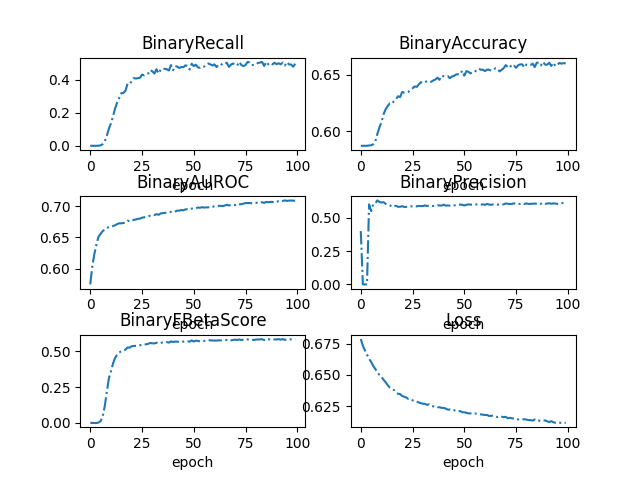 BinaryRecall
BinaryAccuracy
0.4
0.2
0.0
0.65
0.60
0 25 50 75 100
0 25 50 75 100
epoch
epoch
BinaryAUROC
BinaryPrecision
0.70
0.65
0.60
0.50
0.25
0.00
0 25 50 75 100
0 25 50 75 100
epoch
epoch
BinaryFBetaScore
Loss
0.50
0.25
0.00
0.675
0.650
0.625
0 25 50 75 100
0 25 50 75 100
epoch
epoch